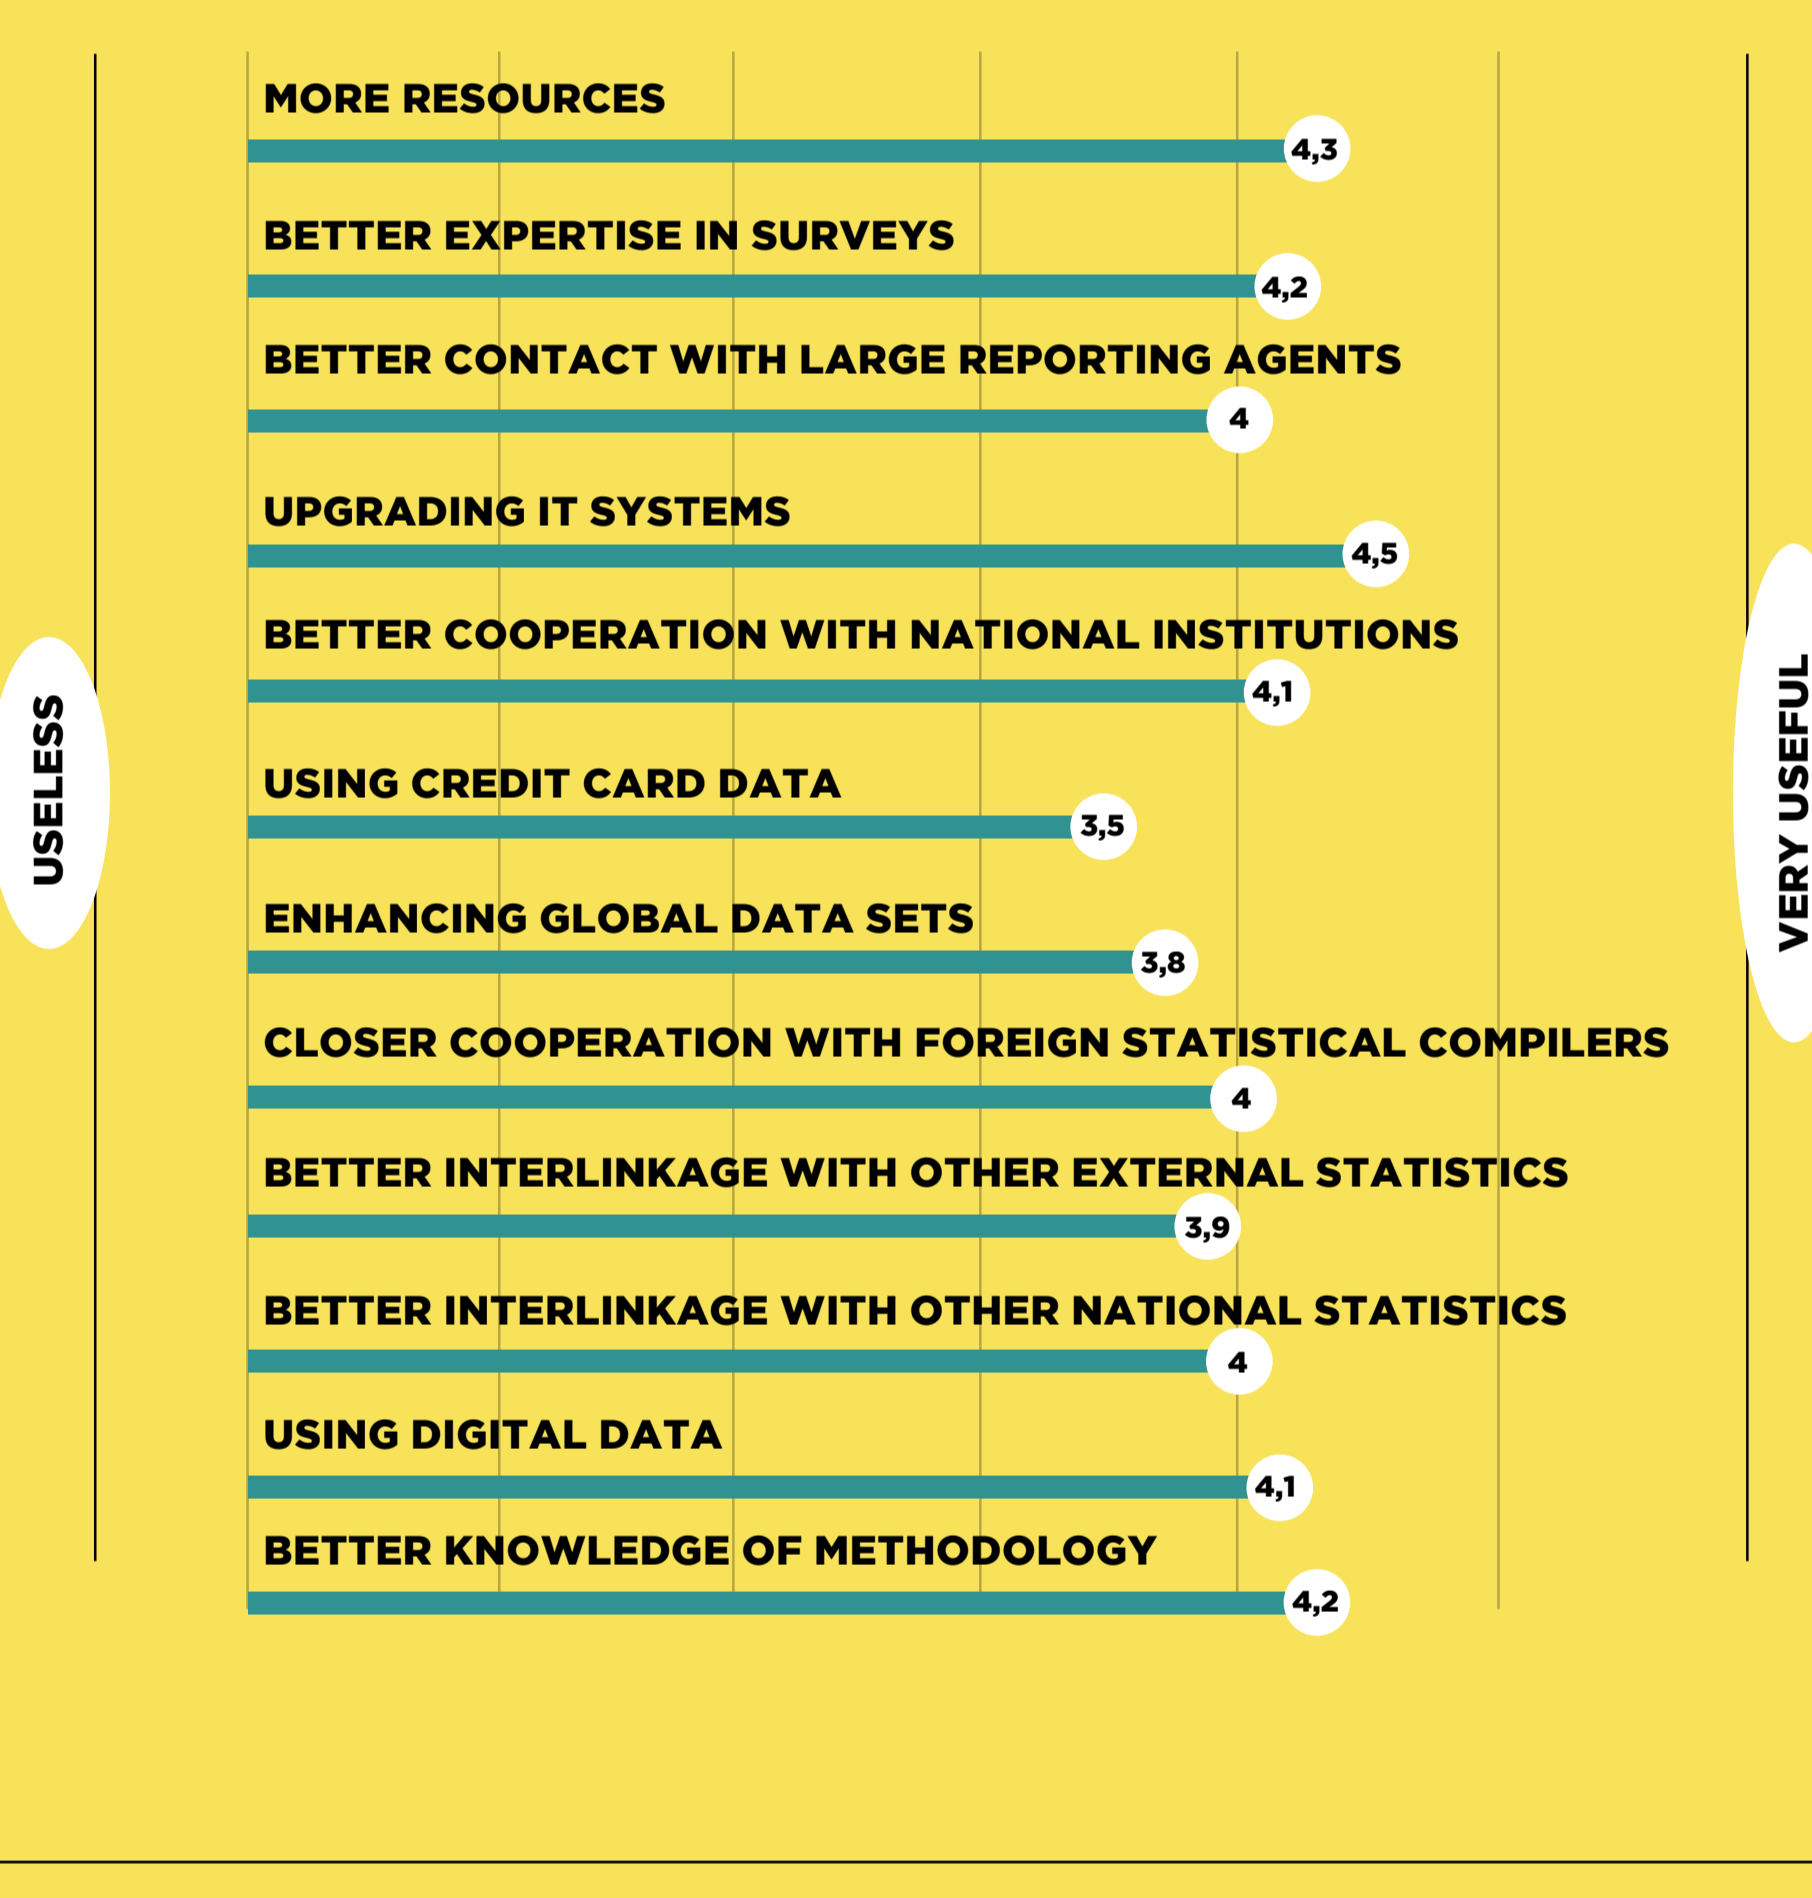 MORE RESOURCES
4,3
BETTER EXPERTISE IN SURVEYS
4,2
BETTER CONTACT WITH LARGE REPORTING AGENTS
4
UPGRADING IT SYSTEMS
4,5
BETTER COOPERATION WITH NATIONAL INSTITUTIONS
4,1
USELESS
VERY USEFUL
USING CREDIT CARD DATA
3,5
ENHANCING GLOBAL DATA SETS
3,8
CLOSER COOPERATION WITH FOREIGN STATISTICAL COMPILERS
4
BETTER INTERLINKAGE WITH OTHER EXTERNAL STATISTICS
3,9
BETTER INTERLINKAGE WITH OTHER NATIONAL STATISTICS
4
USING DIGITAL DATA
4,1
BETTER KNOWLEDGE OF METHODOLOGY
4,2